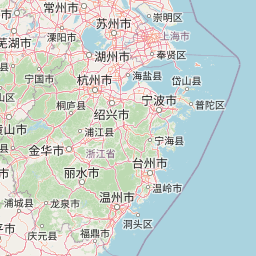 常州市
崇明区
溧阳市
苏州市
上海市
芜湖市
湖州市
奉贤区
宁国市
海盐县
杭州市
岱山县
桐庐县
宁波市
普陀区
绍兴市
黄山市
浦江县
宁海县
金华市
浙江省
台州市
丽水市
温岭市
温州市
浦城县
龙泉市
洞头区
庆元县
福鼎市